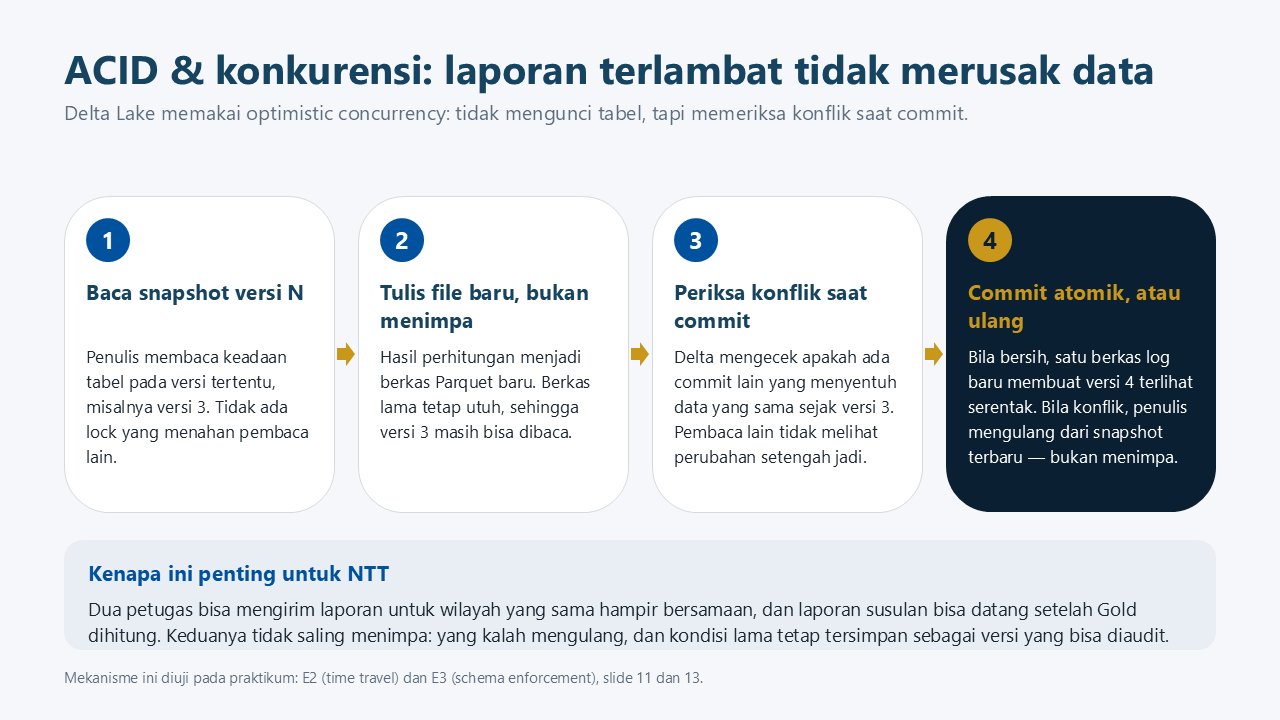 ACID & konkurensi: laporan terlambat tidak merusak data
Delta Lake memakai optimistic concurrency: tidak mengunci tabel, tapi memeriksa konflik saat commit.
1
Baca snapshot versi N
Penulis membaca keadaan
tabel pada versi tertentu,
misalnya versi 3. Tidak ada
lock yang menahan pembaca
lain.
2
Tulis file baru, bukan
menimpa
Hasil perhitungan menjadi
berkas Parquet baru. Berkas
lama tetap utuh, sehingga
versi 3 masih bisa dibaca.
3
Periksa konflik saat
commit
Delta mengecek apakah ada
commit lain yang menyentuh
data yang sama sejak versi 3.
Pembaca lain tidak melihat
perubahan setengah jadi.
4
Commit atomik, atau
ulang
Bila bersih, satu berkas log
baru membuat versi 4 terlihat
serentak. Bila konflik, penulis
mengulang dari snapshot
terbaru — bukan menimpa.
Kenapa ini penting untuk NTT
Dua petugas bisa mengirim laporan untuk wilayah yang sama hampir bersamaan, dan laporan susulan bisa datang setelah Gold
dihitung. Keduanya tidak saling menimpa: yang kalah mengulang, dan kondisi lama tetap tersimpan sebagai versi yang bisa diaudit.
Mekanisme ini diuji pada praktikum: E2 (time travel) dan E3 (schema enforcement), slide 11 dan 13.